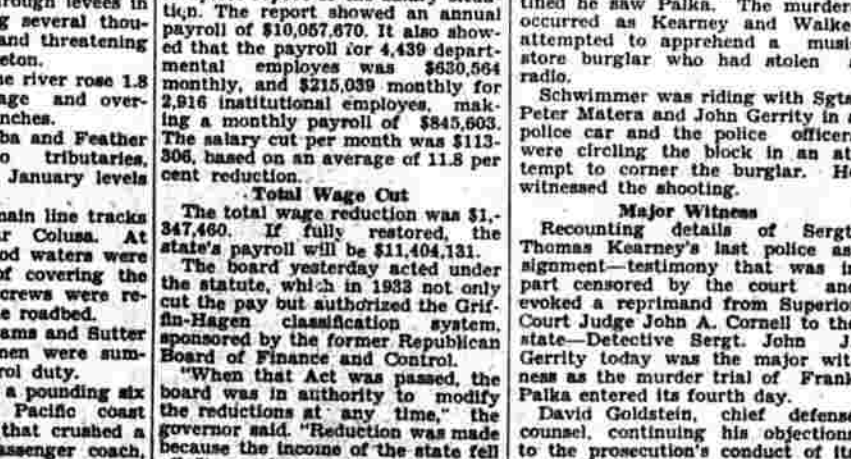 rough levees in
g several thou-
and threatening
eton.
e river rose 1.8
age and over-
nches.
ba and Feather
o tributaries,
January levels
nain line tracks
ar Colusa. At
od waters were
of covering the
crews were re-
e roadbed.
ams and Sutter
nen were sum-
rol duty.
a pounding six
Pacific coast
that crushed a
assenger coach,
tion. The report showed an annual
payroll of $10,057,670. It also show-
ed that the payroll for 4,439 depart-
mental employes was $630,564
monthly, and $215,039 monthly for
2,916 institutional employes, mak-
ing a monthly payroll of $845,603.
The salary cut per month was $113-
306, based on an average of 11.8 per
cent reduction.
Total Wage Cut
The total wage reduction was $1,-
347,460. If fully restored, the
state's payroll will be $11,404,131.
The board yesterday acted under
the statute, which in 1933 not only
cut the pay but authorized the Grif-
fin-Hagen classification system,
sponsored by the former Republican
Board of Finance and Control.
"When that Act was passed, the
board was in authority to modify
the reductions at any time," the
governor said. "Reduction was made
because the income of the state fell
tified he saw Palka. The murder
occurred as Kearney and Walke
attempted to apprehend a musi
store burglar who had stolen a
radio.
Schwimmer was riding with Sgts
Peter Matera and John Gerrity in a
police car and the police officer
were circling the block in an at
tempt to corner the burglar. He
witnessed the shooting.
Major Witness
Recounting details of Sergt
Thomas Kearney's last police as
signment—testimony that was in
part censored by the court and
evoked a reprimand from Superio
Court Judge John A. Cornell to the
state—Detective Sergt. John J.
Gerrity today was the major wit
ness as the murder trial of Frank
Palka entered its fourth day.
David Goldstein, chief defense
counsel, continuing his objections
to the prosecution's conduct of its